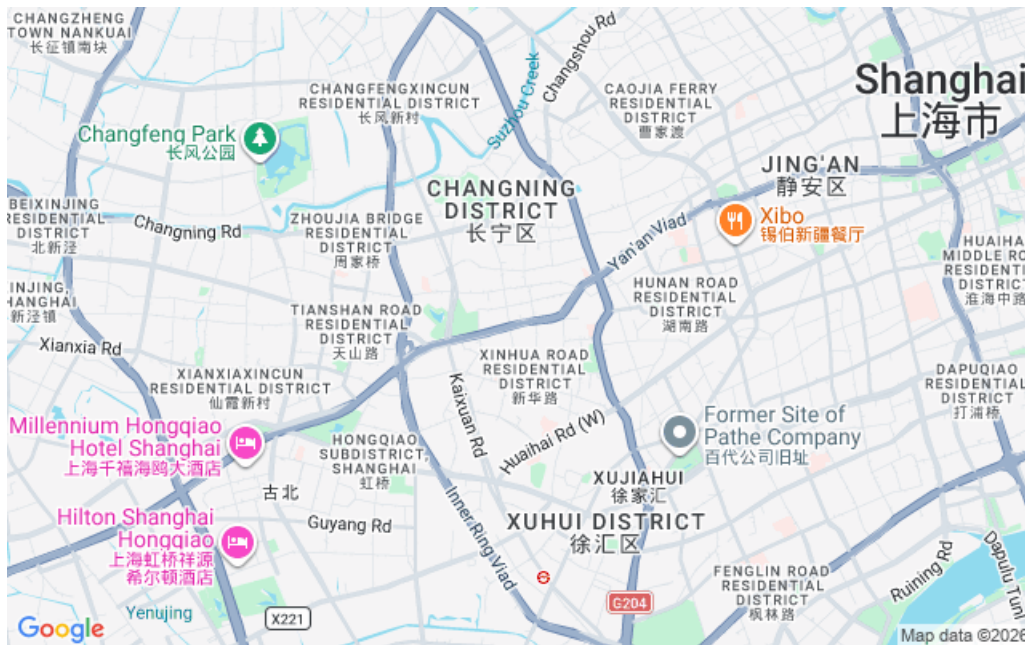 CHANGZHENG
TOWN NANKUAI
长征镇南块
Changshou Rd
CHANGFENGXINCUN
RESIDENTIAL DISTRICT
长风新村
Suzhou Creek
CAOJIA FERRY
RESIDENTIAL
DISTRICT
曹家渡
Shanghai
上海市
Changfeng Park
长风公园
JING'AN
静安区
CHANGNING
DISTRICT
长宁区
BEIXINJING
RESIDENTIAL
DISTRICT
北新泾
Changning Rd
ZHOUJIA BRIDGE
RESIDENTIAL
DISTRICT
周家桥
Xibo
锡伯新疆餐厅
Yan'an Viad
HUAIHAI
MIDDLE RO
RESIDENTIAL
DISTRICT
淮海中路
XINJING,
SHANGHAI
新泾镇
HUNAN ROAD
RESIDENTIAL
DISTRICT
湖南路
TIANSHAN ROAD
RESIDENTIAL
DISTRICT
天山路
Xianxia Rd
XINHUA ROAD
RESIDENTIAL
DISTRICT
新华路
XIANXIAXINCUN
RESIDENTIAL DISTRICT
仙霞新村
Kaixuan Rd
DAPUQIAO
RESIDENTIAL
DISTRICT
打浦桥
Millennium Hongqiao
Hotel Shanghai
上海千禧海鸥大酒店
HONGQIAO
SUBDISTRICT,
SHANGHAI
虹桥
Huaihai Rd (W)
Former Site of
Pathe Company
百代公司旧址
古北
XUJIAHUI
徐家汇
Guyang Rd
Inner Ring Viad
XUHUI DISTRICT
徐汇区
Hilton Shanghai
Hongqiao
上海虹桥祥源
希尔顿酒店
Ruining Rd
Dapulu Tunl
FENGLIN ROAD
RESIDENTIAL
DISTRICT
枫林路
G204
Yenujing
X221
Google
Map data ©2026